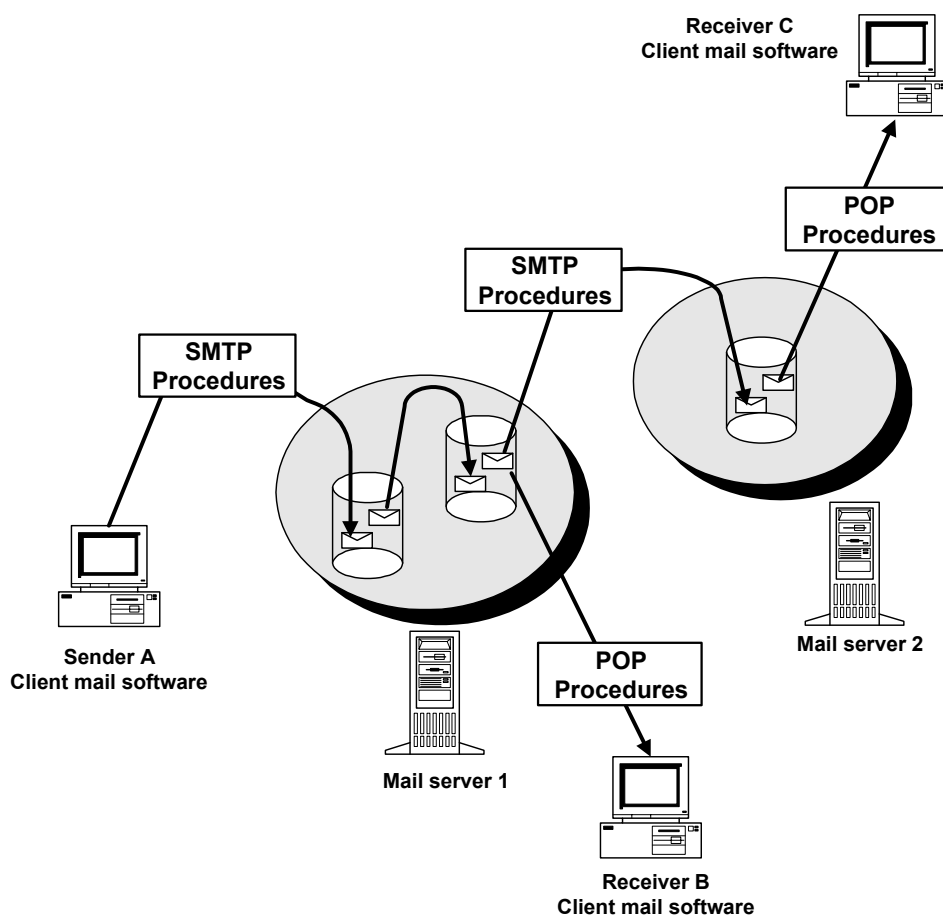 Receiver C
Client mail software
POP
Procedures
SMTP
Procedures
SMTP
Procedures
Mail server 2
Sender A
Client mail software
POP
Procedures
Mail server 1
Receiver B
Client mail software